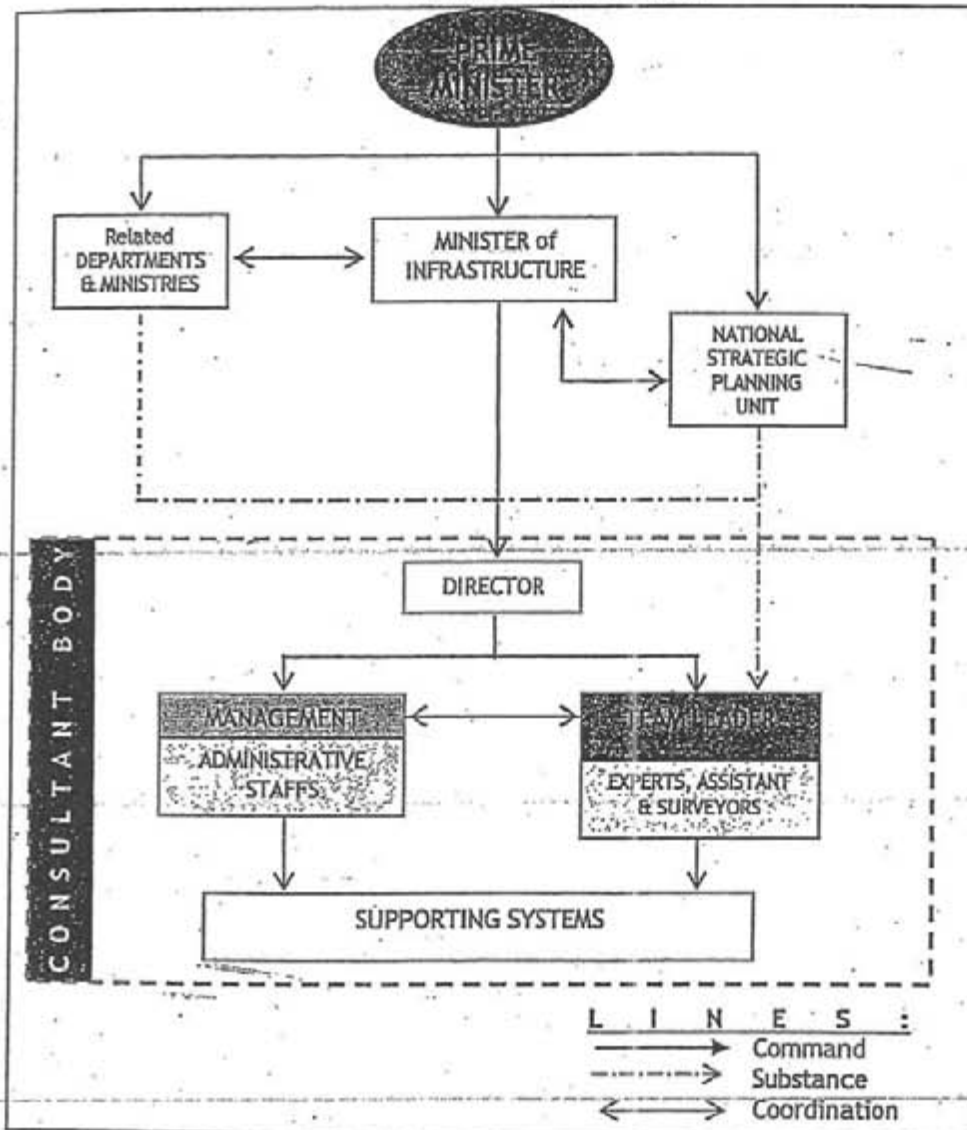 PRIME
MINISTER
Related
DEPARTMENTS
& MINISTRIES
MINISTER of
INFRASTRUCTURE
NATIONAL
STRATEGIC
PLANNING
UNIT
CONSULTANT BODY
DIRECTOR
MANAGEMENT
ADMINISTRATIVE
STAFFS
TEAM LEADER
EXPERTS, ASSISTANT
& SURVEYORS
SUPPORTING SYSTEMS
LINES:
Command
Substance
Coordination